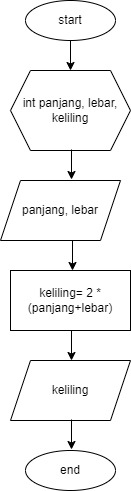 start
int panjang, lebar,
keliling
panjang, lebar
keliling= 2 *
(panjang+lebar)
keliling
end